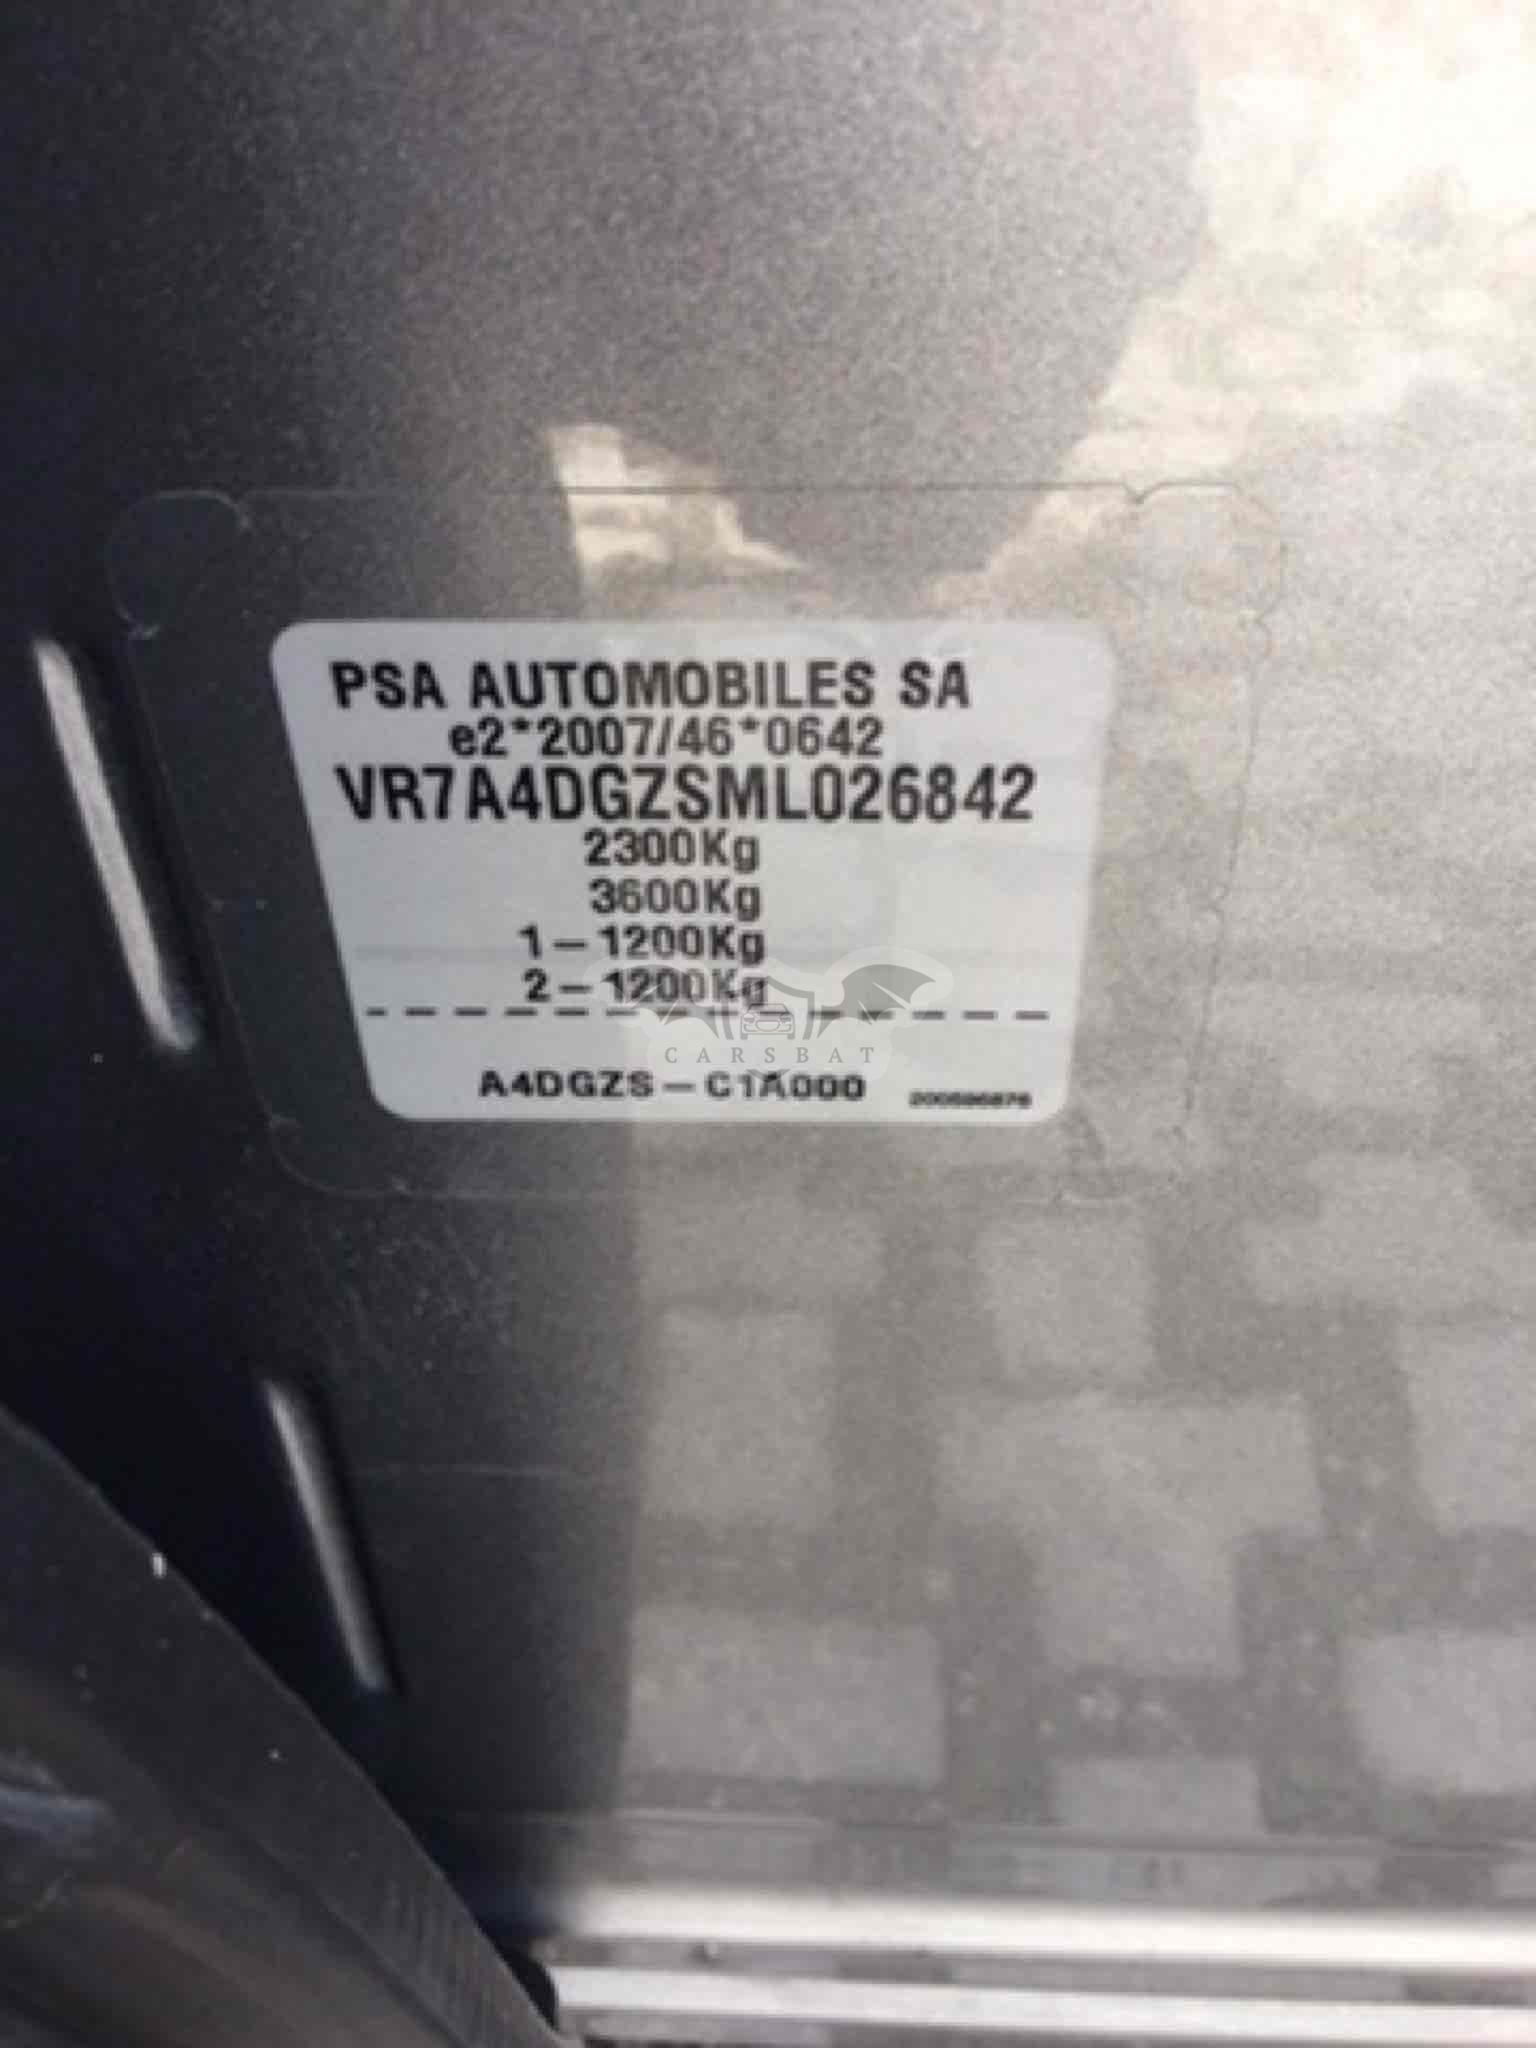 PSA AUTOMOBILES SA
e2*2007/46*0642
VR7A4DGZSML026842
2300Kg
3600Kg
1-1200Kg
2-1200Kg
CARSBAT
A4DGZS-C1A000